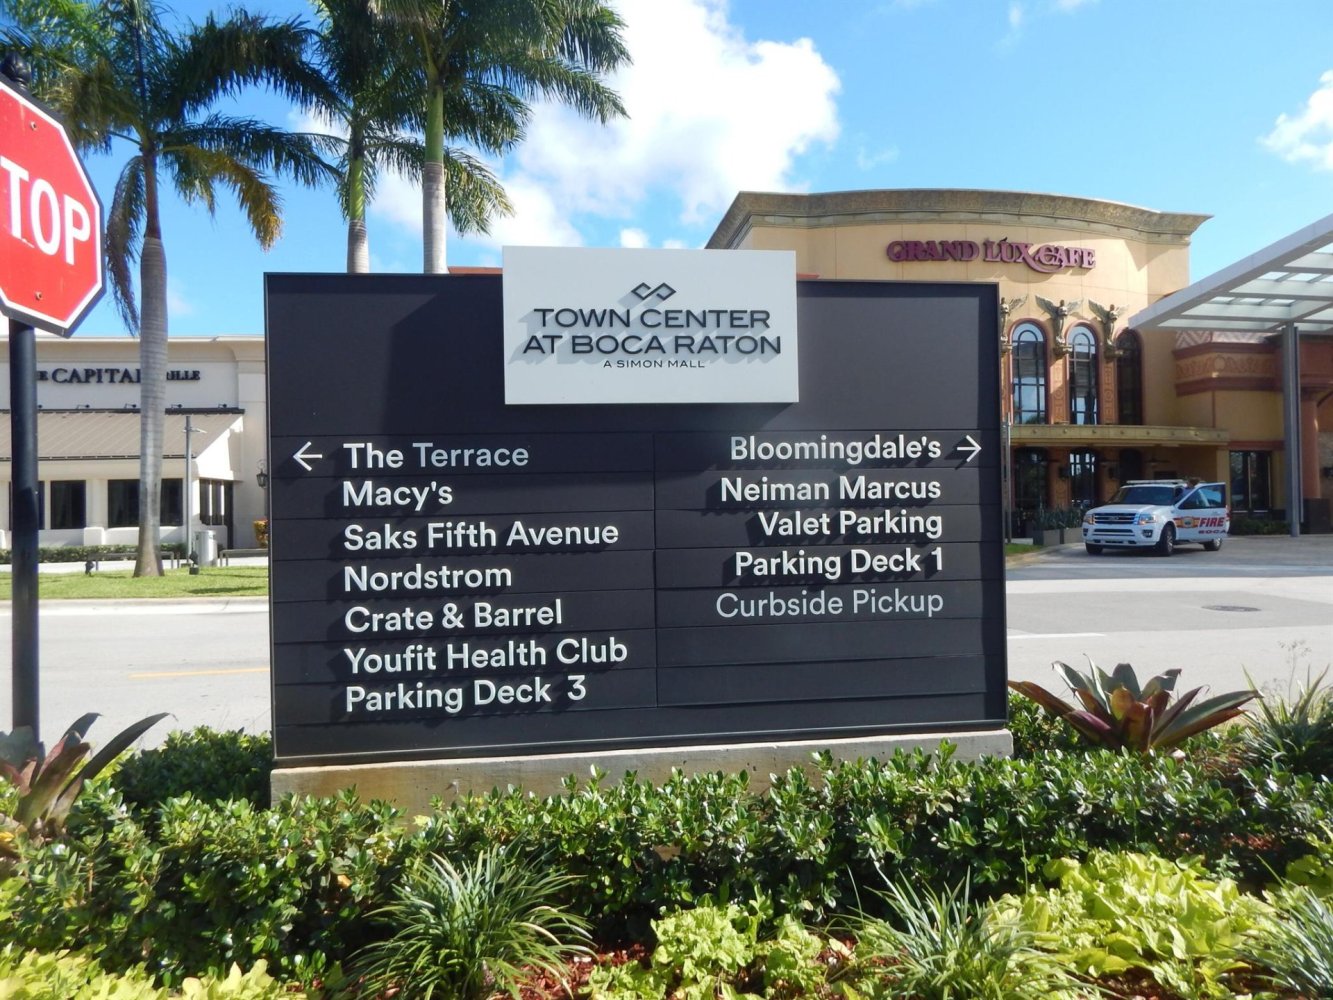 TOP
GRAND LUX CAFE
CAPITAL
TOWN CENTER
AT BOCA RATON
A SIMON MALL
← The Terrace
Macy's
Saks Fifth Avenue
Nordstrom
Crate & Barrel
Youfit Health Club
Parking Deck 3
Bloomingdale's →
Neiman Marcus
Valet Parking
Parking Deck 1
Curbside Pickup
FIRE